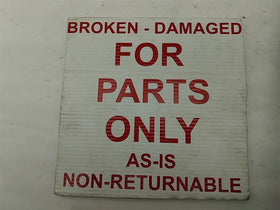 BROKEN - DAMAGED
FOR
PARTS
ONLY
AS-IS
NON-RETURNABLE